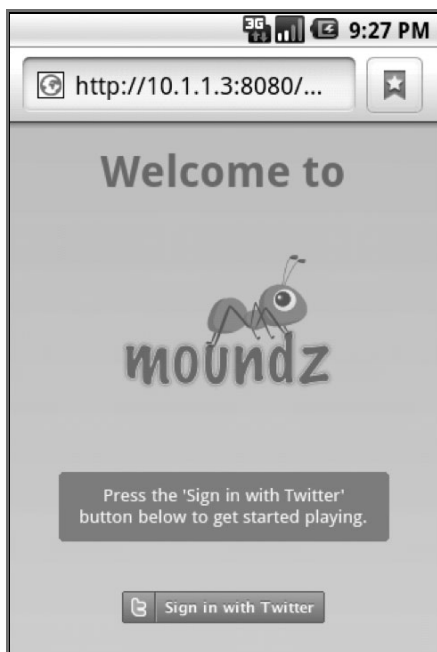 3G 9:27 PM
http://10.1.1.3:8080/...
Welcome to
moundz
Press the 'Sign in with Twitter'
button below to get started playing.
Sign in with Twitter